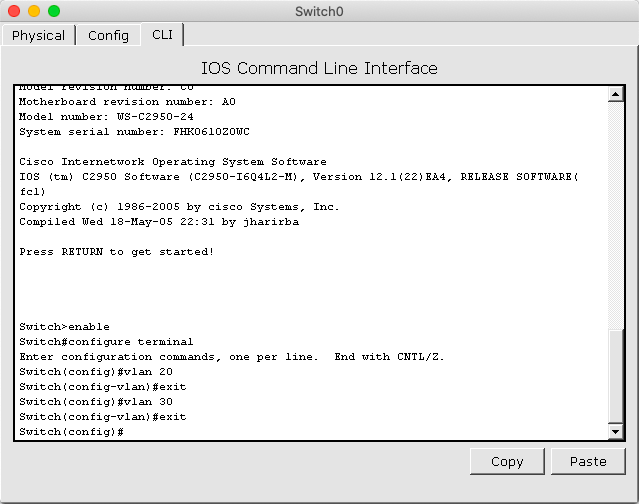 Switch0
Physical
Config
CLI
IOS Command Line Interface
Model revision number: C0
Motherboard revision number: A0
Model number: WS-C2950-24
System serial number: FHK0610Z0WC
Cisco Internetwork Operating System Software
IOS (tm) C2950 Software (C2950-I6Q4L2-M), Version 12.1(22)EA4, RELEASE SOFTWARE(
fc1)
Copyright (c) 1986-2005 by cisco Systems, Inc.
Compiled Wed 18-May-05 22:31 by jharirba
Press RETURN to get started!
Switch>enable
Switch#configure terminal
Enter configuration commands, one per line.  End with CNTL/Z.
Switch(config)#vlan 20
Switch(config-vlan)#exit
Switch(config)#vlan 30
Switch(config-vlan)#exit
Switch(config)#
Copy
Paste